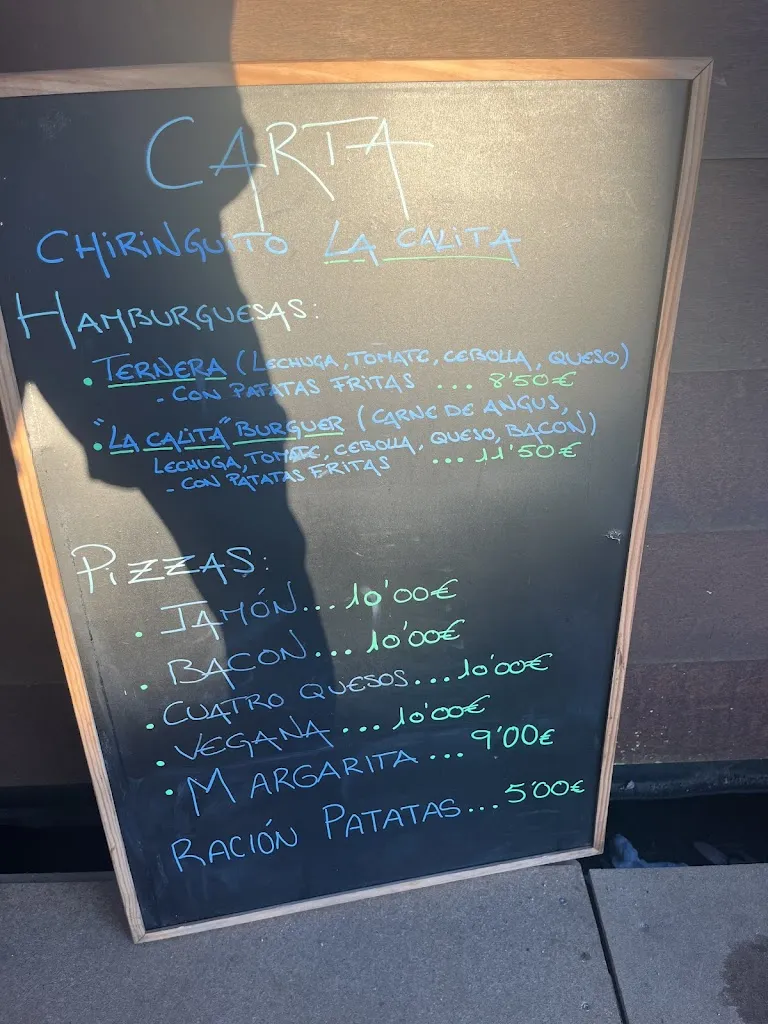 CARTA
CHIRINGUITO LA CALITA
HAMBURGUESAS:
• TERNERA (LECHUGA, TOMATE, CEBOLLA, QUESO)
- CON PATATAS FRITAS ... 8'50€
• "LA CALITA" BURGUER (CARNE DE ANGUS,
LECHUGA, TOMATE, CEBOLLA, QUESO, BACON)
- CON PATATAS FRITAS ... 11'50€
PIZZAS:
• JAMÓN... 10'00€
• BACON... 10'00€
• CUATRO QUESOS... 10'00€
• VEGANA... 10'00€
• MARGARITA... 9'00€
RACIÓN PATATAS... 5'00€